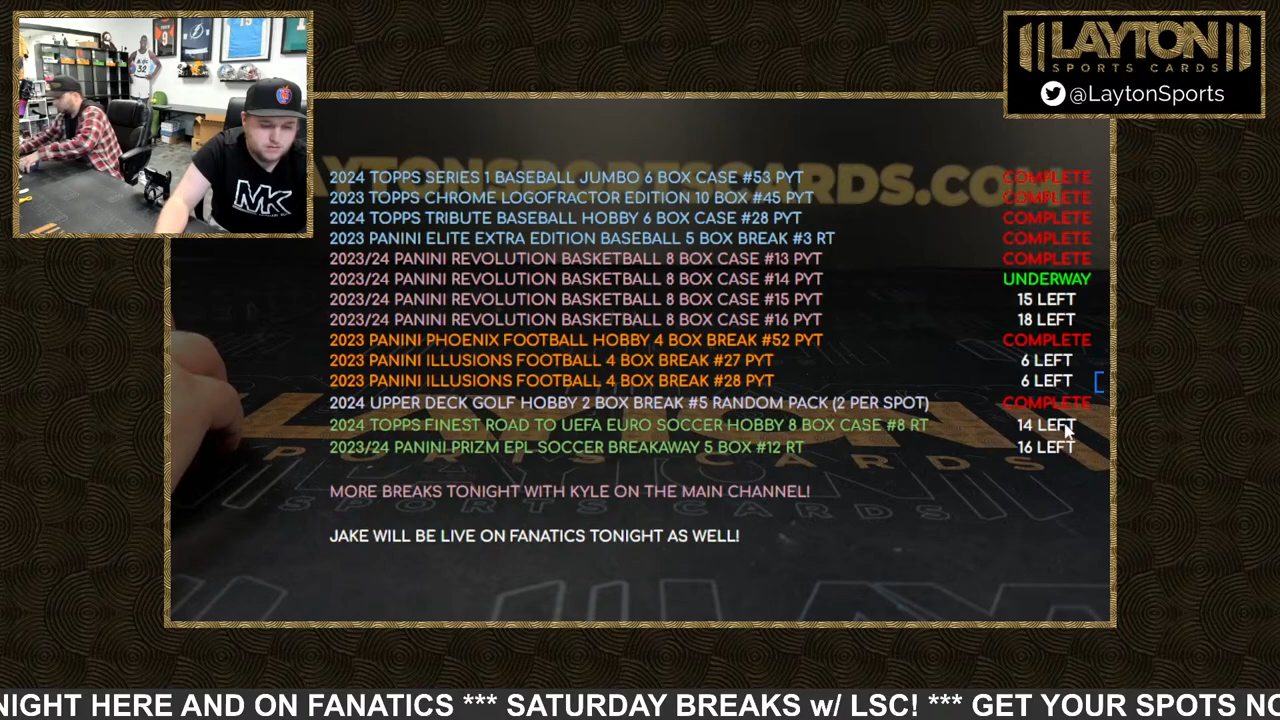 LAYTON
SPORTS CARDS
@LaytonSports
AYTONSPORTSCARDS.CO
2024 TOPPS SERIES 1 BASEBALL JUMBO 6 BOX CASE #53 PYT COMPLETE
2023 TOPPS CHROME LOGOFRACTOR EDITION 10 BOX #45 PYT COMPLETE
2024 TOPPS TRIBUTE BASEBALL HOBBY 6 BOX CASE #28 PYT COMPLETE
2023 PANINI ELITE EXTRA EDITION BASEBALL 5 BOX BREAK #3 RT COMPLETE
2023/24 PANINI REVOLUTION BASKETBALL 8 BOX CASE #13 PYT COMPLETE
2023/24 PANINI REVOLUTION BASKETBALL 8 BOX CASE #14 PYT UNDERWAY
2023/24 PANINI REVOLUTION BASKETBALL 8 BOX CASE #15 PYT 15 LEFT
2023/24 PANINI REVOLUTION BASKETBALL 8 BOX CASE #16 PYT 18 LEFT
2023 PANINI PHOENIX FOOTBALL HOBBY 4 BOX BREAK #52 PYT COMPLETE
2023 PANINI ILLUSIONS FOOTBALL 4 BOX BREAK #27 PYT 6 LEFT
2023 PANINI ILLUSIONS FOOTBALL 4 BOX BREAK #28 PYT 6 LEFT
2024 UPPER DECK GOLF HOBBY 2 BOX BREAK #5 RANDOM PACK (2 PER SPOT) COMPLETE
2024 TOPPS FINEST ROAD TO UEFA EURO SOCCER HOBBY 8 BOX CASE #8 RT 14 LEFT
2023/24 PANINI PRIZM EPL SOCCER BREAKAWAY 5 BOX #12 RT 16 LEFT
MORE BREAKS TONIGHT WITH KYLE ON THE MAIN CHANNEL!
JAKE WILL BE LIVE ON FANATICS TONIGHT AS WELL!
MK
32
NIGHT HERE AND ON FANATICS *** SATURDAY BREAKS w/ LSC! *** GET YOUR SPOTS NO